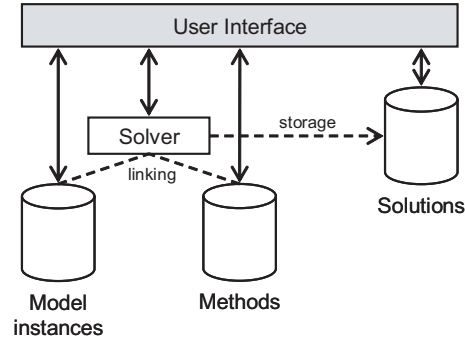 User Interface
storage
Solver
linking
Solutions
Methods
Model
instances